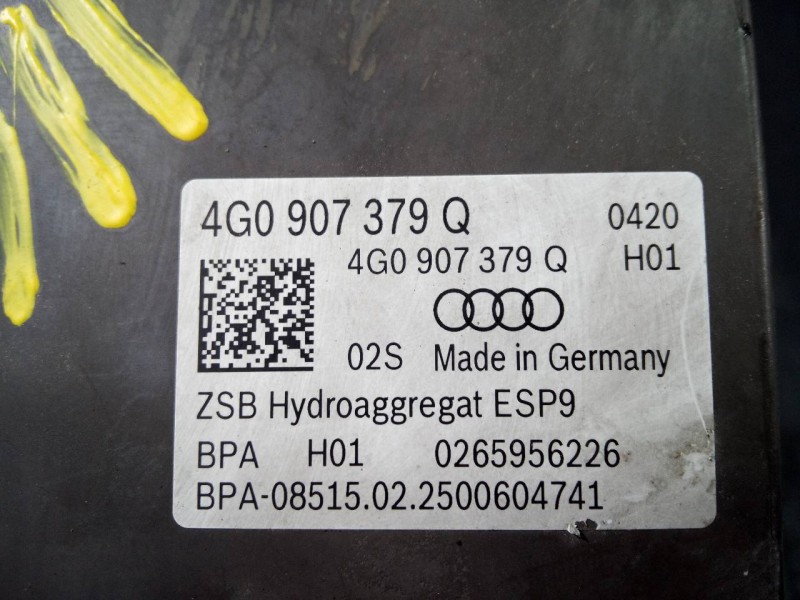 4G0 907 379 Q 0420
4G0 907 379 Q H01
02S Made in Germany
ZSB Hydroaggregat ESP9
BPA H01 0265956226
BPA-08515.02.2500604741